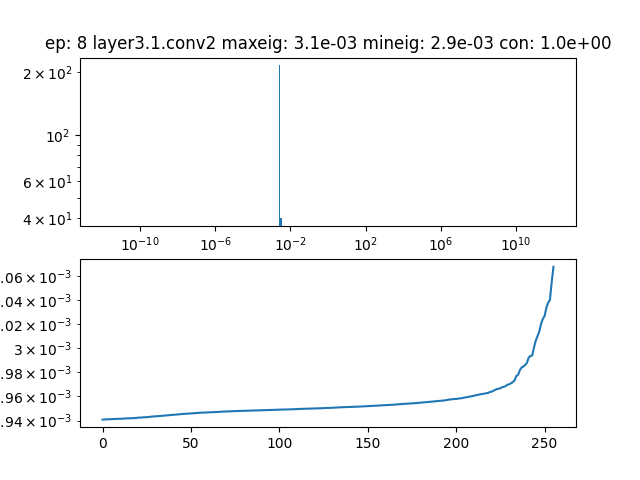 ep: 8 layer3.1.conv2 maxeig: 3.1e-03 mineig: 2.9e-03 con: 1.0e+00
2 × 10²
10²
6 × 10¹
4 × 10¹
10⁻¹⁰ 10⁻⁶ 10⁻² 10² 10⁶ 10¹⁰
.06 × 10⁻³
.04 × 10⁻³
.02 × 10⁻³
3 × 10⁻³
.98 × 10⁻³
.96 × 10⁻³
.94 × 10⁻³
0 50 100 150 200 250